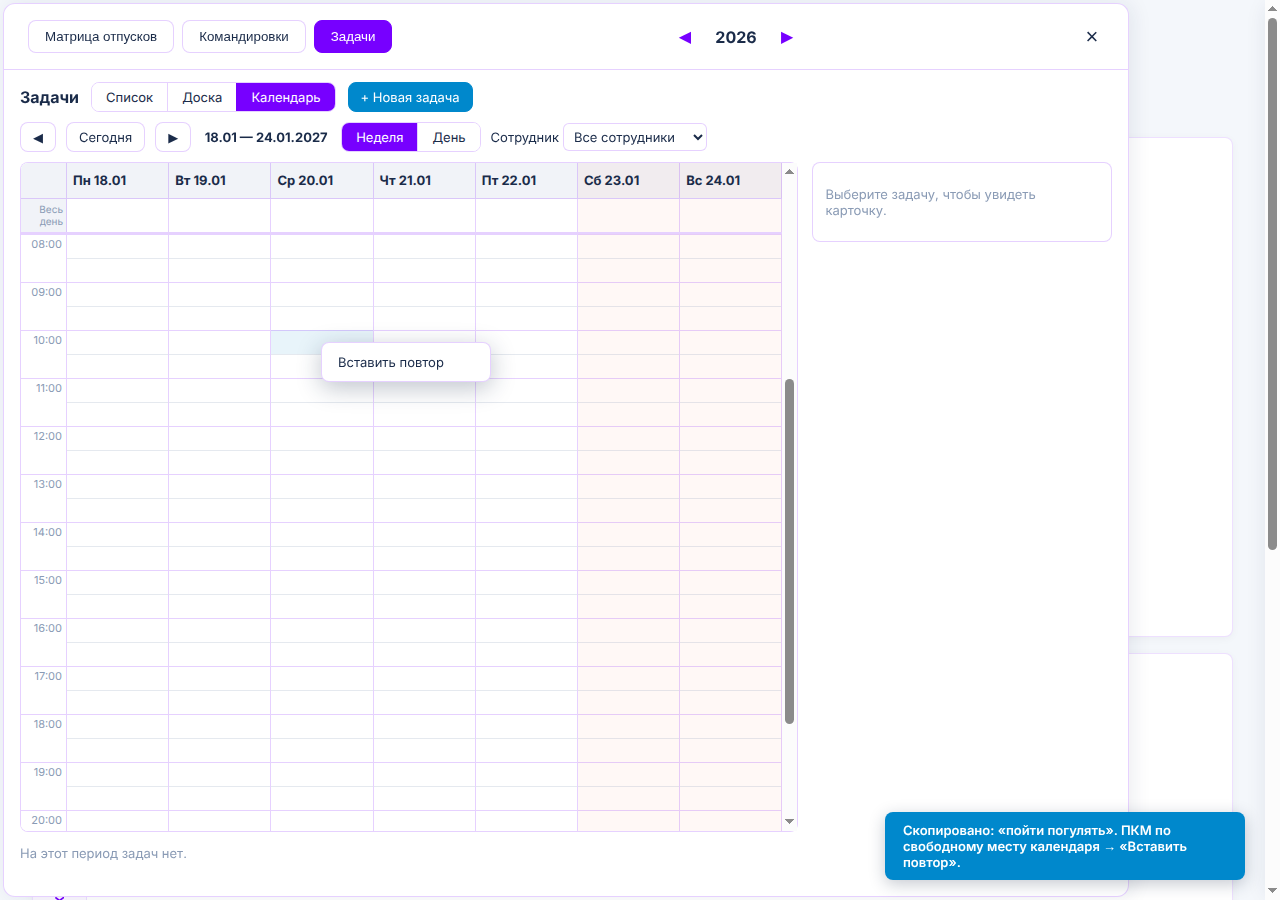 Матрица отпусков
Командировки
Задачи
◀ 2026 ▶
×
Задачи
Список
Доска
Календарь
+ Новая задача
◀
Сегодня
▶
18.01 — 24.01.2027
Неделя
День
Сотрудник
Все сотрудники
Пн 18.01
Вт 19.01
Ср 20.01
Чт 21.01
Пт 22.01
Сб 23.01
Вс 24.01
Весь
день
08:00
09:00
10:00
11:00
12:00
13:00
14:00
15:00
16:00
17:00
18:00
19:00
20:00
Вставить повтор
Выберите задачу, чтобы увидеть
карточку.
На этот период задач нет.
Скопировано: «пойти погулять». ПКМ по
свободному месту календаря → «Вставить
повтор».